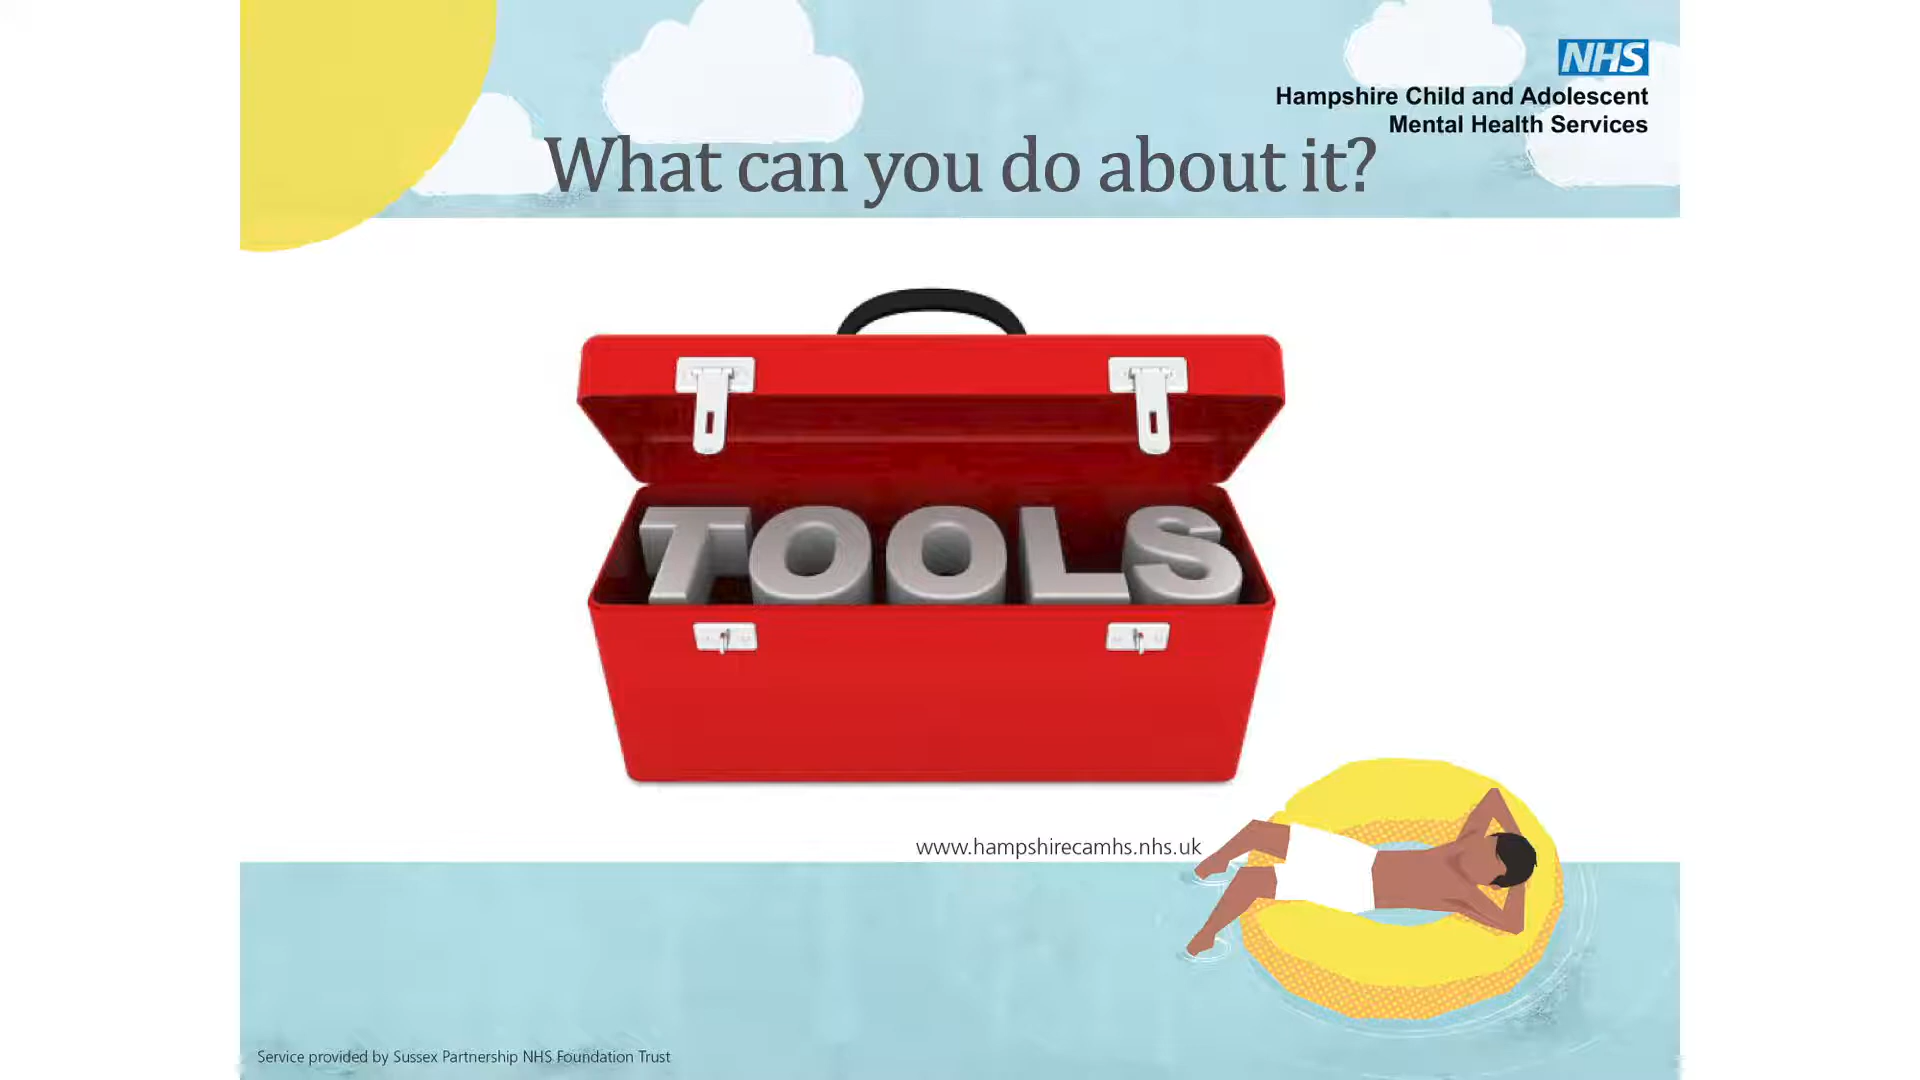 NHS
Hampshire Child and Adolescent
Mental Health Services
What can you do about it?
TOOLS
www.hampshirecamhs.nhs.uk
Service provided by Sussex Partnership NHS Foundation Trust